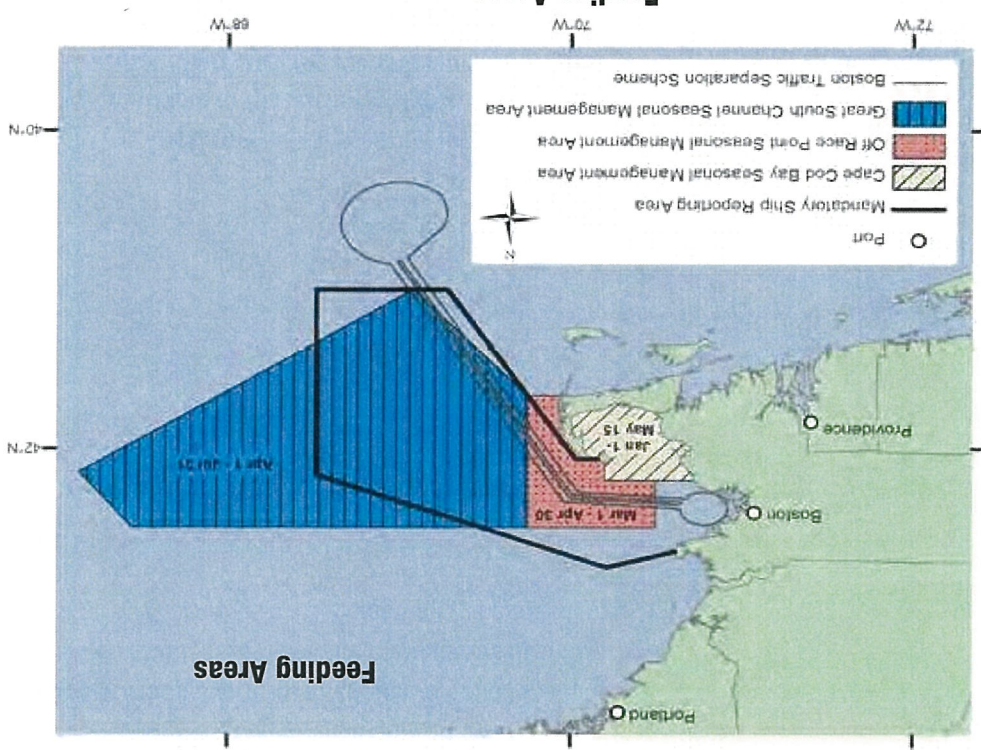 Portland
Feeding Areas
Boston
Mar 1 - Apr 30
Apr 1 - Jul 31
42°N
Providence
Jan 1 -
May 15
Port
N
Mandatory Ship Reporting Area
Cape Cod Bay Seasonal Management Area
Off Race Point Seasonal Management Area
40°N
Great South Channel Seasonal Management Area
Boston Traffic Separation Scheme
72°W
70°W
68°W